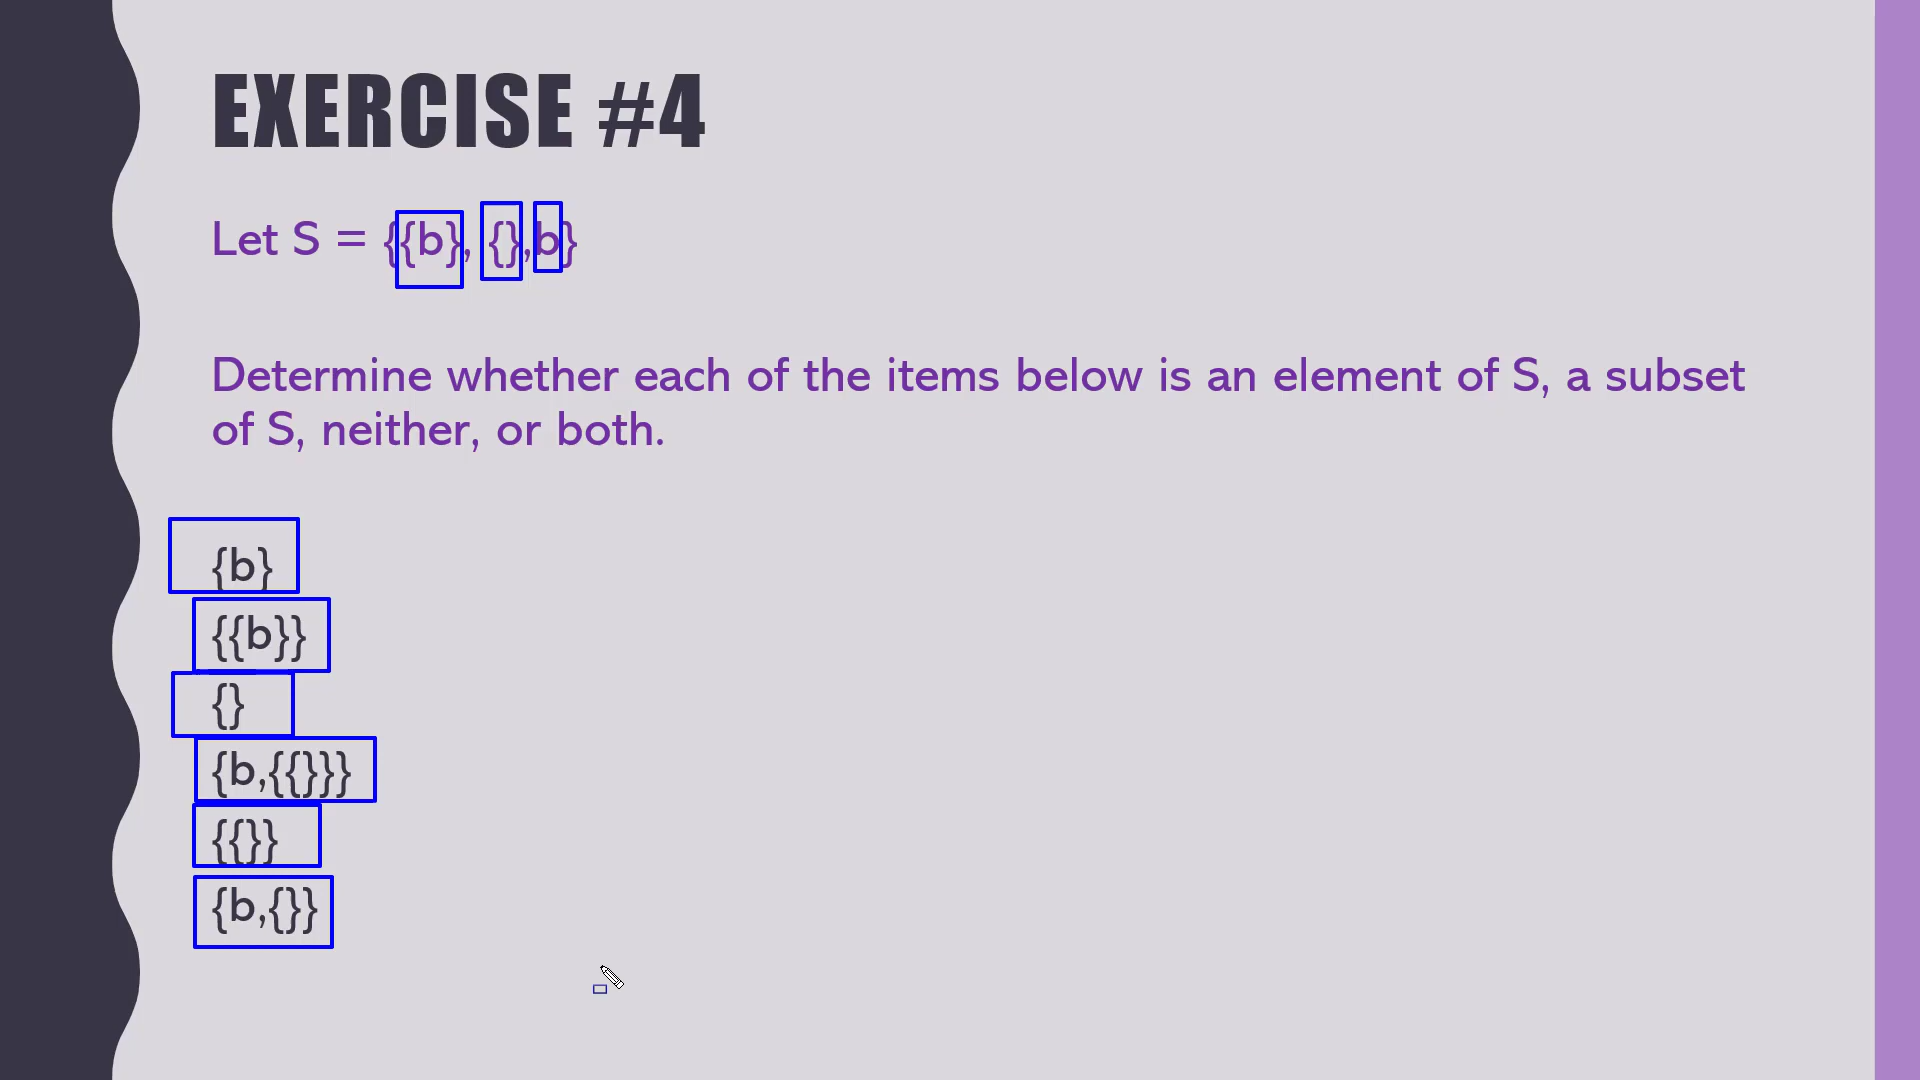 EXERCISE #4
Let S = {{b}, {},b}
Determine whether each of the items below is an element of S, a subset
of S, neither, or both.
{b}
{{b}}
{}
{b,{{}}}
{{}}
{b,{}}